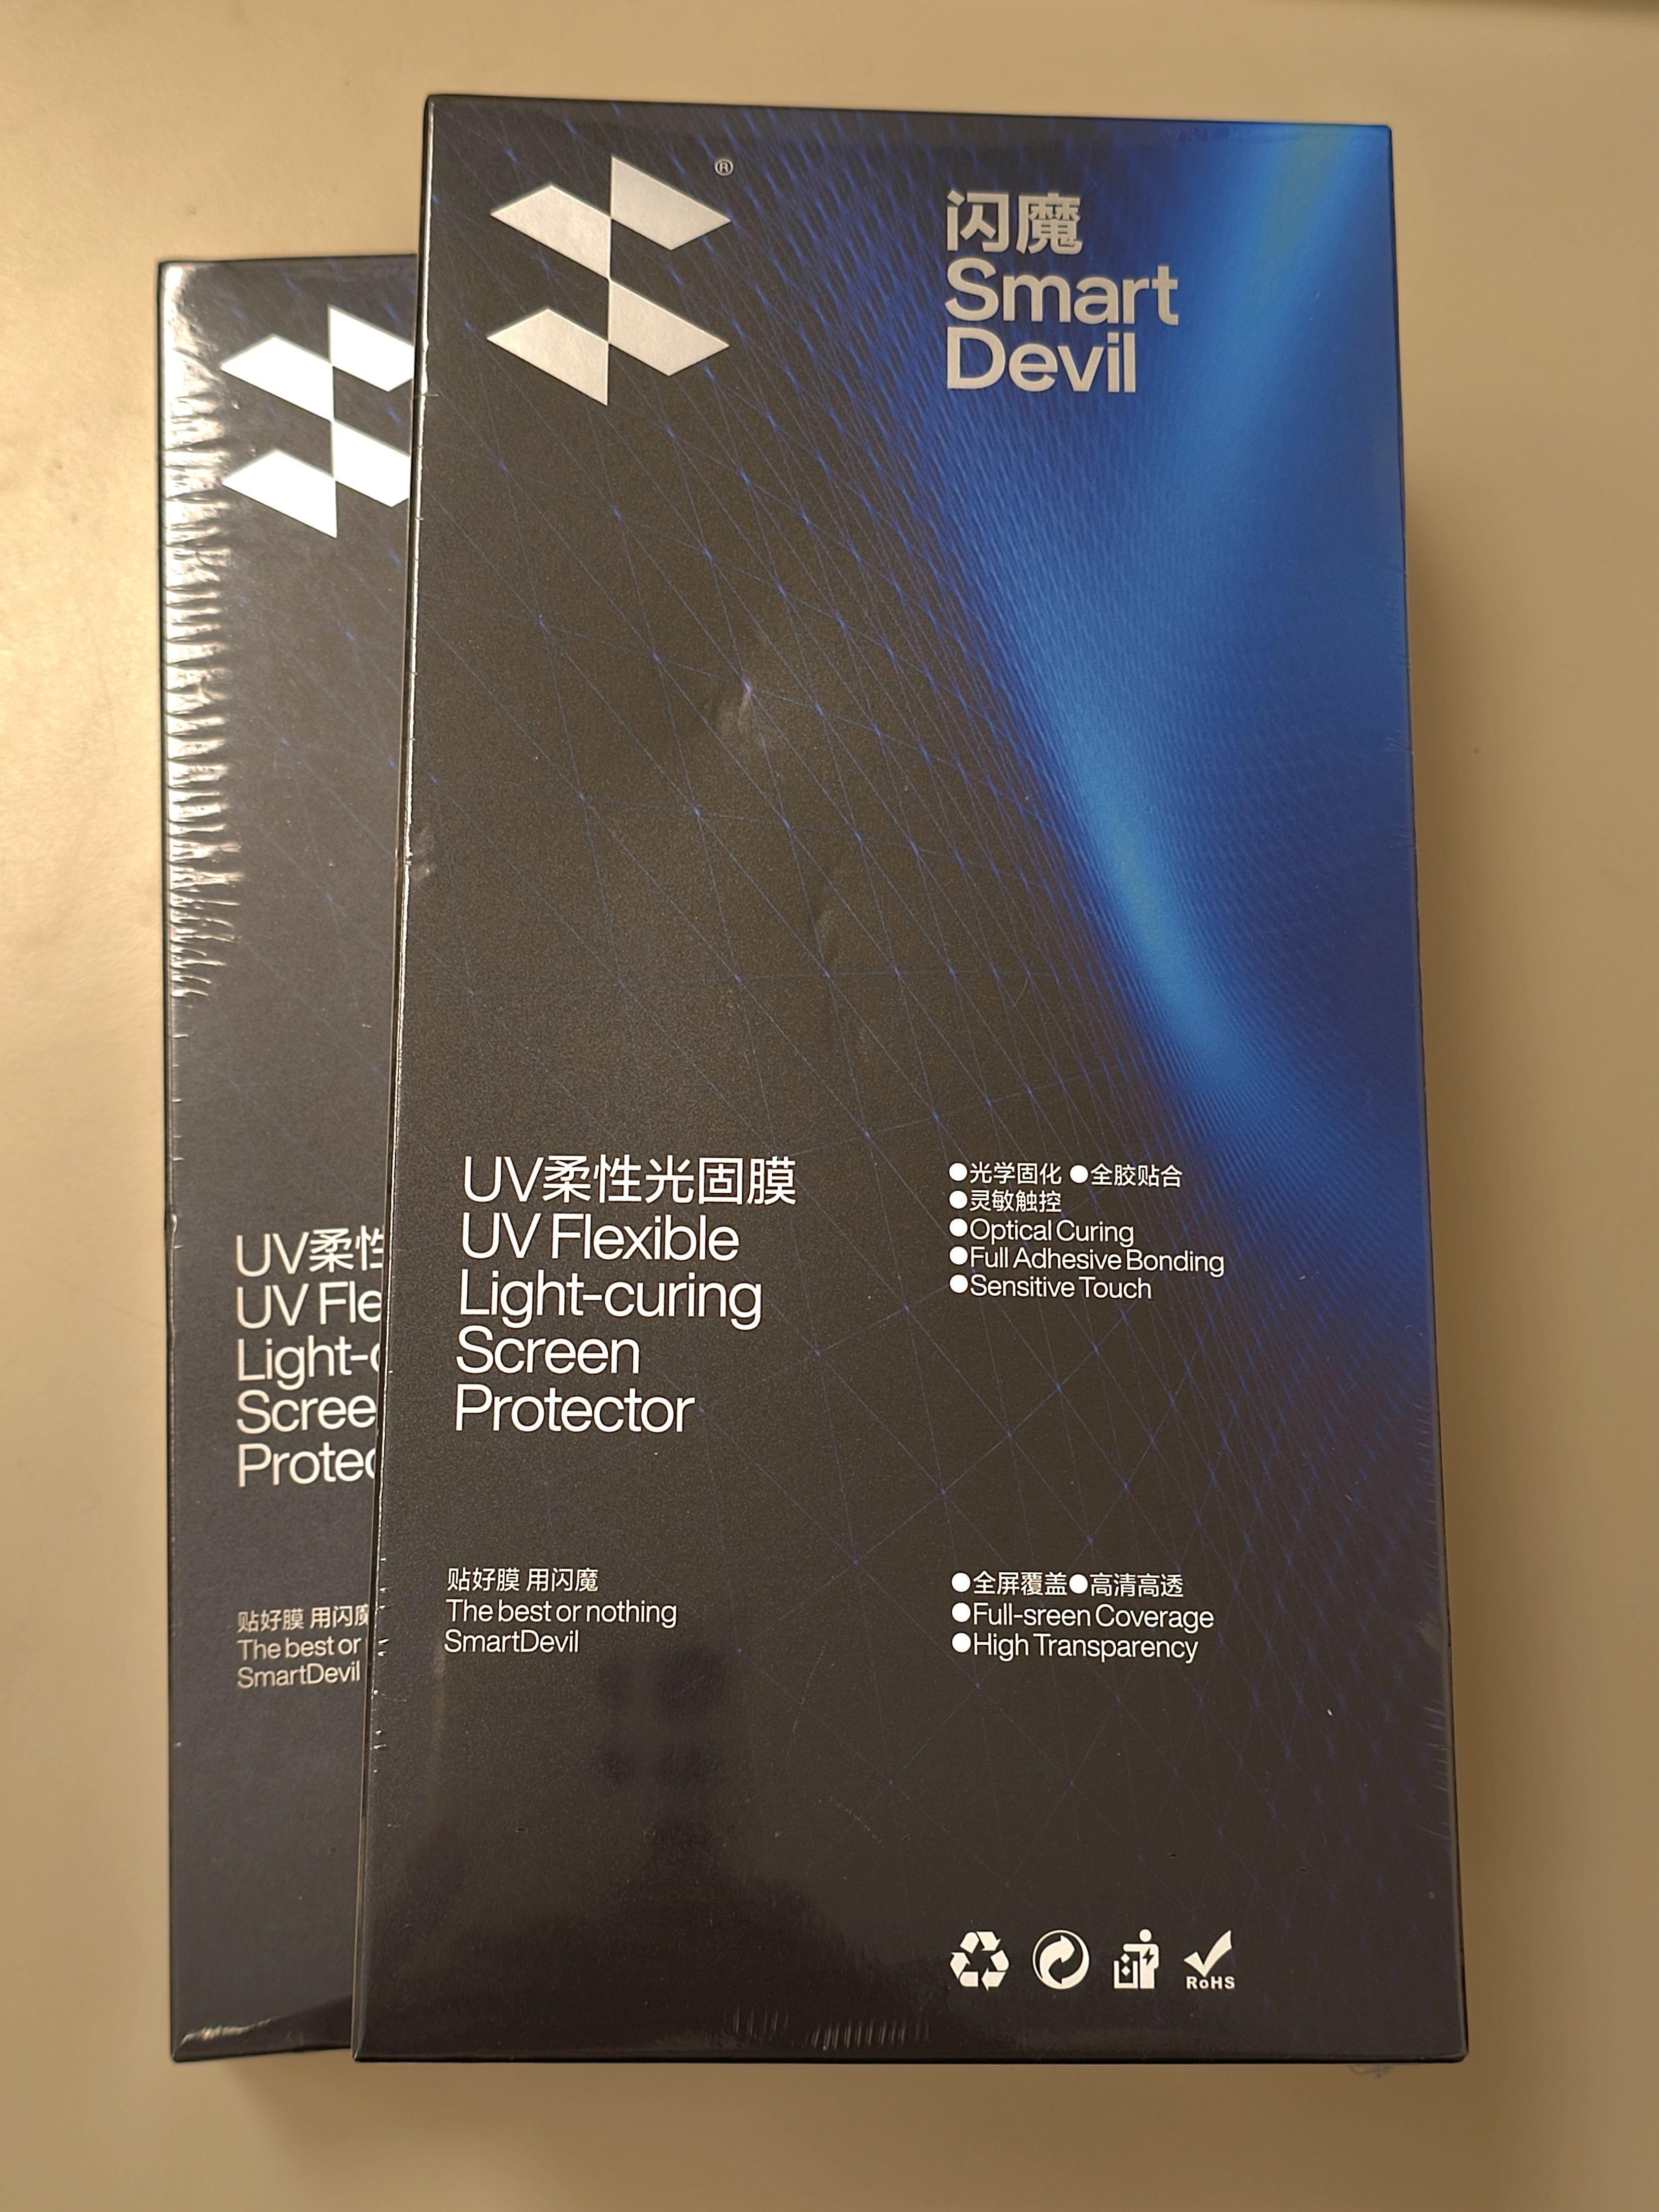 ®
闪魔
Smart
Devil
UV柔性光固膜
UV Flexible
Light-curing
Screen
Protector
●光学固化 ●全胶贴合
●灵敏触控
●Optical Curing
●Full Adhesive Bonding
●Sensitive Touch
贴好膜 用闪魔
The best or nothing
SmartDevil
●全屏覆盖●高清高透
●Full-sreen Coverage
●High Transparency
RoHS
UV柔性
UV Fle
Light-c
Scree
Protec
贴好膜 用闪魔
The best or
SmartDevil